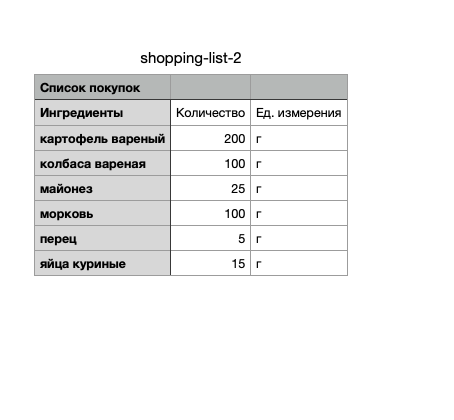 shopping-list-2
Список покупок
Ингредиенты Количество Ед. измерения
картофель вареный 200 г
колбаса вареная 100 г
майонез 25 г
морковь 100 г
перец 5 г
яйца куриные 15 г